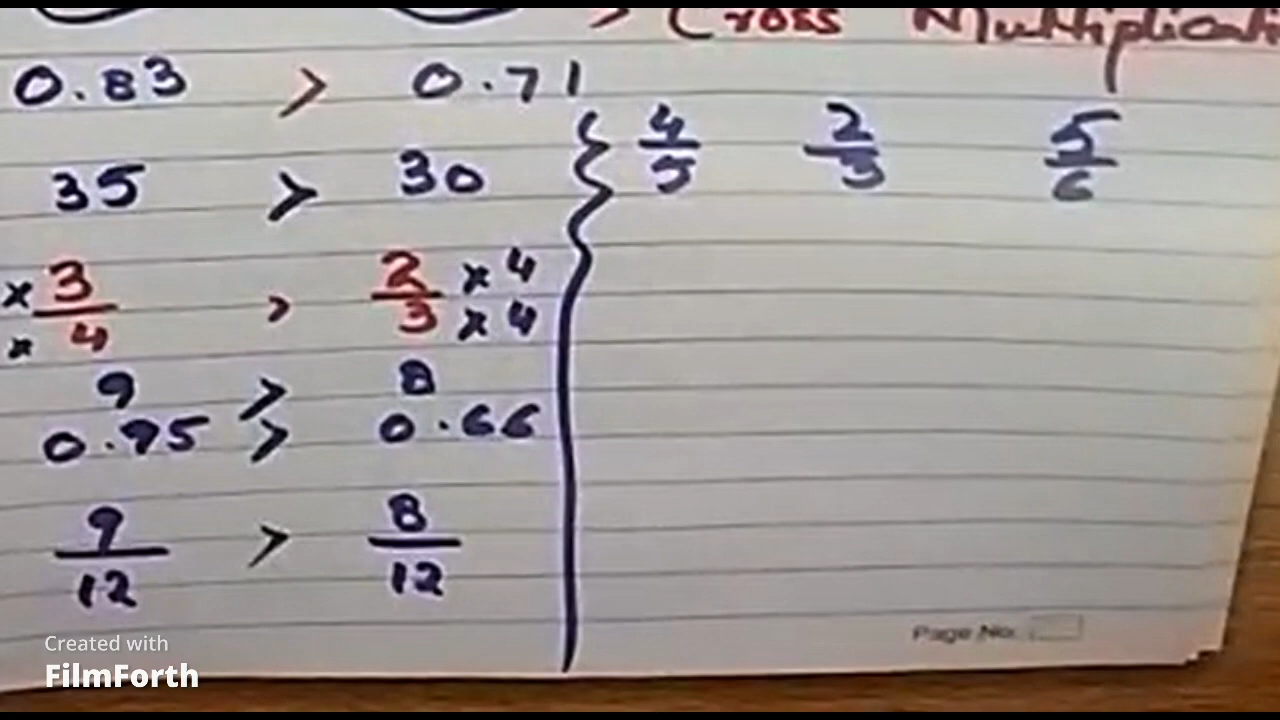 > Cross Multiplicati
0.83 > 0.71
35 > 30
× 3 > 2 × 4
× 4 3 × 4
9 > 8
0.75 > 0.66
9 > 8
12 12
4 2 5
5 3 6
Page No.
Created with
FilmForth